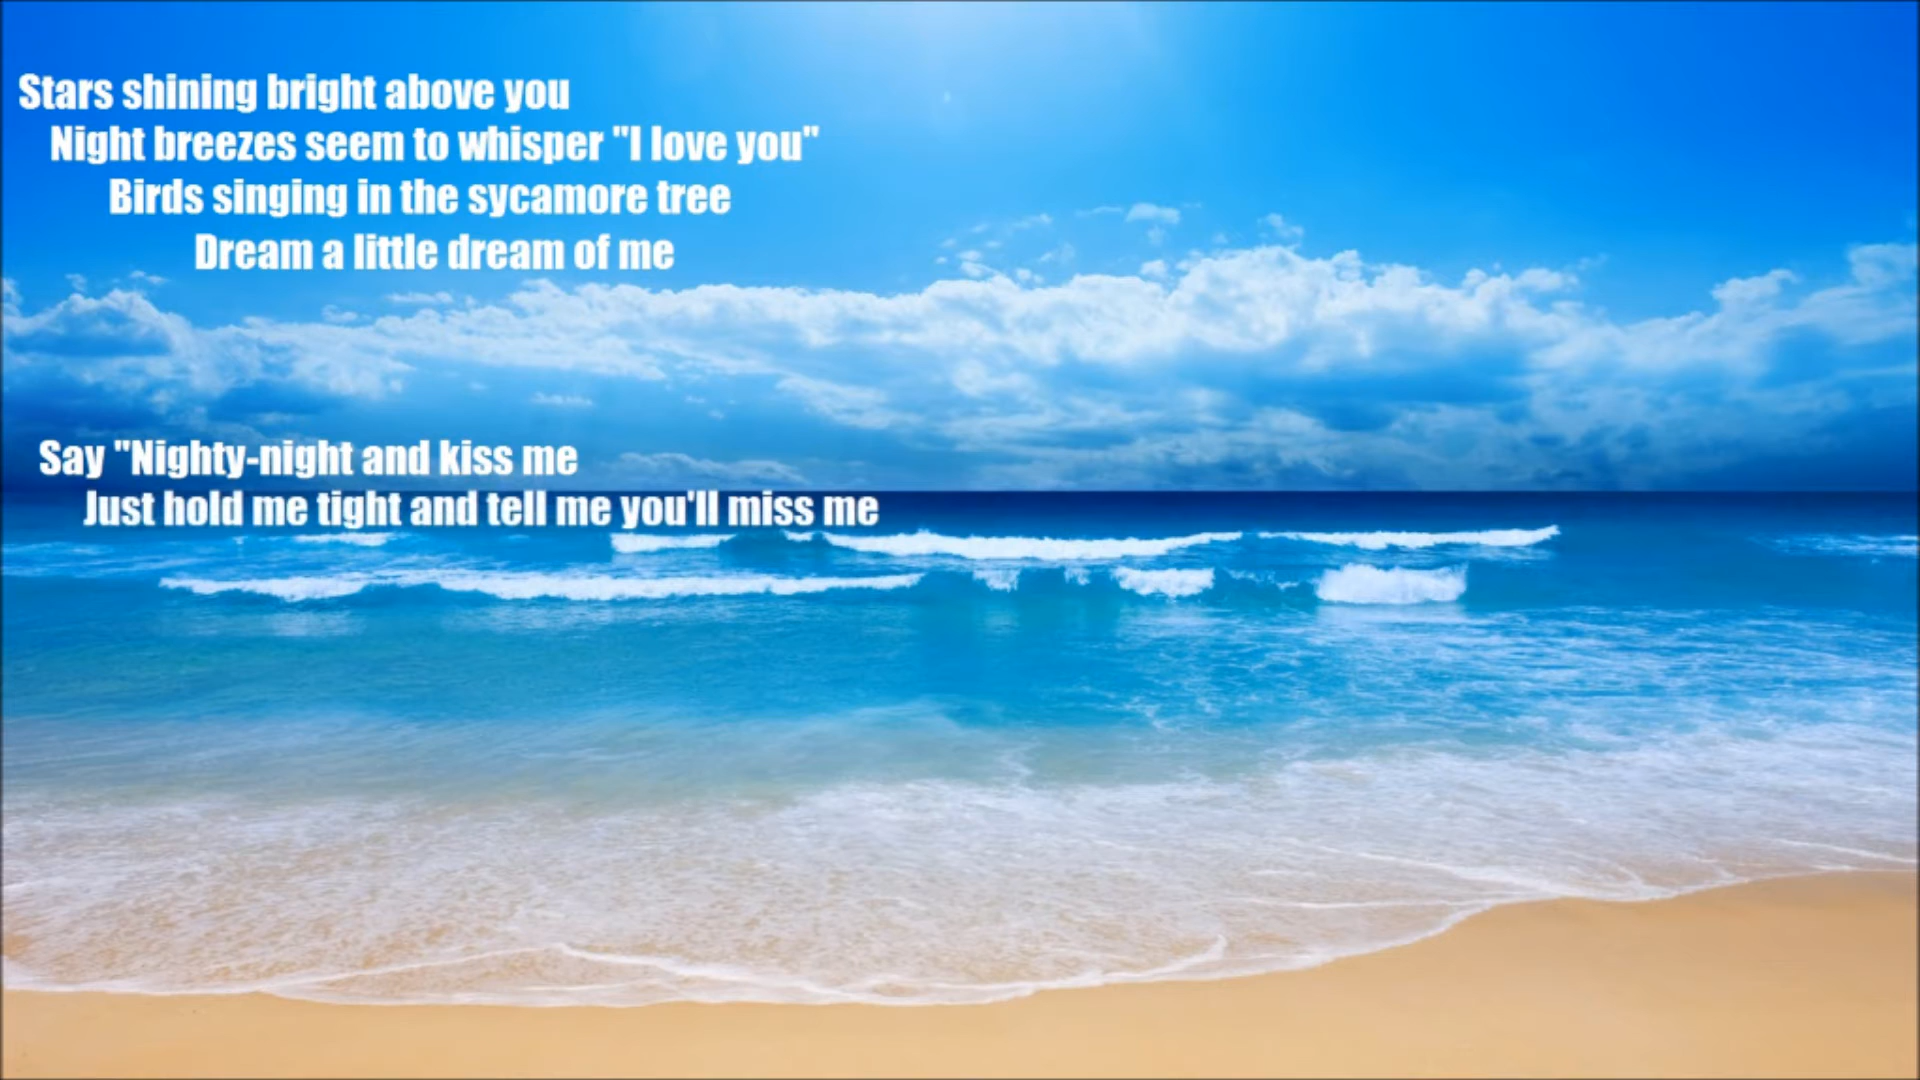 Stars shining bright above you
Night breezes seem to whisper "I love you"
Birds singing in the sycamore tree
Dream a little dream of me
Say "Nighty-night and kiss me
Just hold me tight and tell me you'll miss me